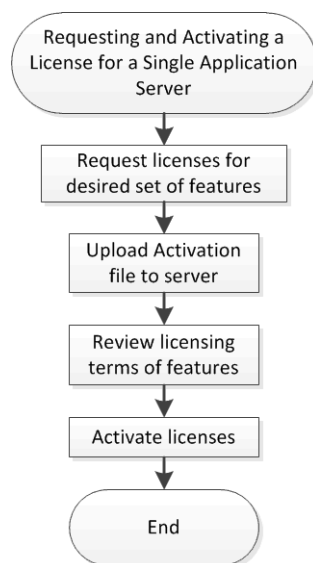 Requesting and Activating a
License for a Single Application
Server
Request licenses for
desired set of features
Upload Activation
file to server
Review licensing
terms of features
Activate licenses
End